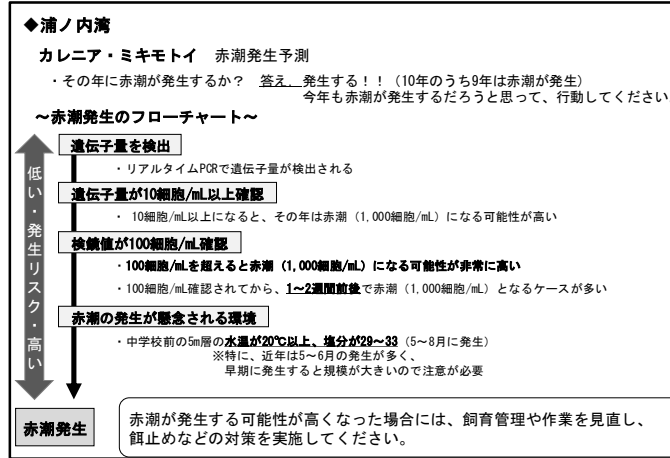 ◆浦ノ内湾
カレニア・ミキモトイ　赤潮発生予測
・その年に赤潮が発生するか？　答え．発生する！！（10年のうち9年は赤潮が発生）
今年も赤潮が発生するだろうと思って、行動してください
～赤潮発生のフローチャート～
低い・発生リスク・高い
遺伝子量を検出
・リアルタイムPCRで遺伝子量が検出される
遺伝子量が10細胞/mL以上確認
・10細胞/mL以上になると、その年は赤潮（1,000細胞/mL）になる可能性が高い
検鏡値が100細胞/mL確認
・100細胞/mLを超えると赤潮（1,000細胞/mL）になる可能性が非常に高い
・100細胞/mL確認されてから、1～2週間前後で赤潮（1,000細胞/mL）となるケースが多い
赤潮の発生が懸念される環境
・中学校前の5m層の水温が20℃以上、塩分が29～33（5～8月に発生）
※特に、近年は5～6月の発生が多く、
早期に発生すると規模が大きいので注意が必要
赤潮発生
赤潮が発生する可能性が高くなった場合には、飼育管理や作業を見直し、
餌止めなどの対策を実施してください。